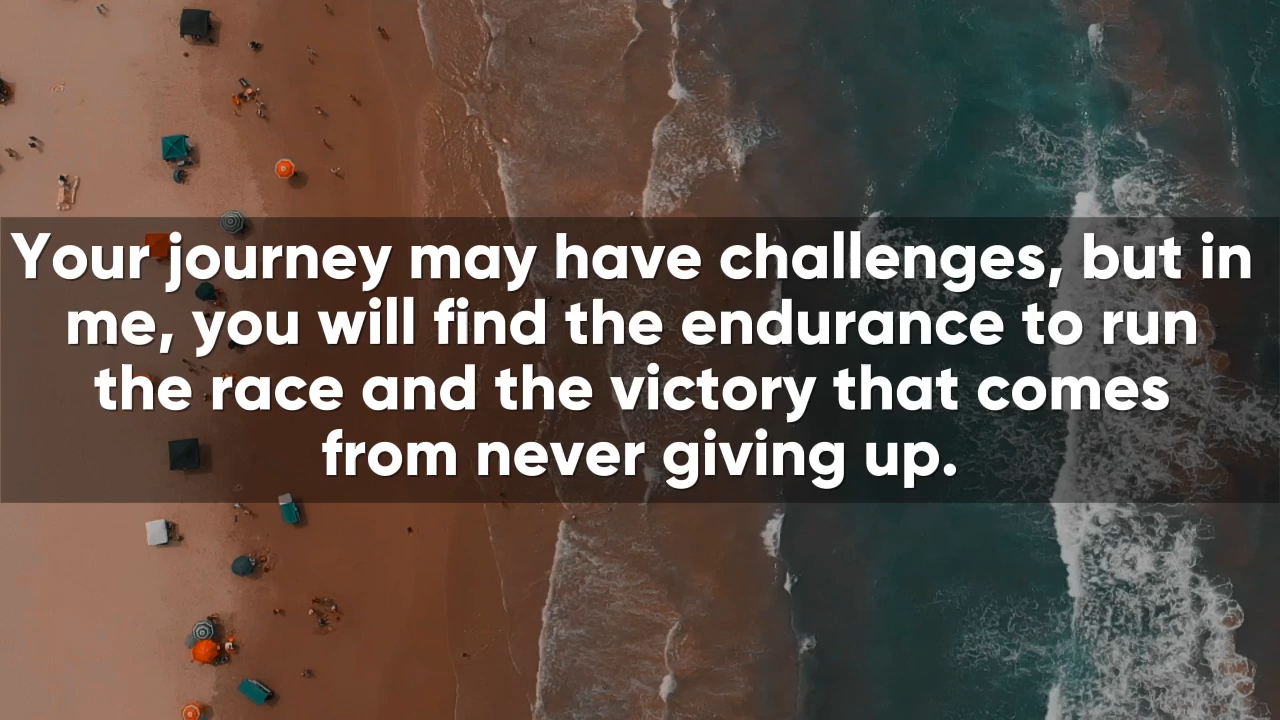 Your journey may have challenges, but in
me, you will find the endurance to run
the race and the victory that comes
from never giving up.